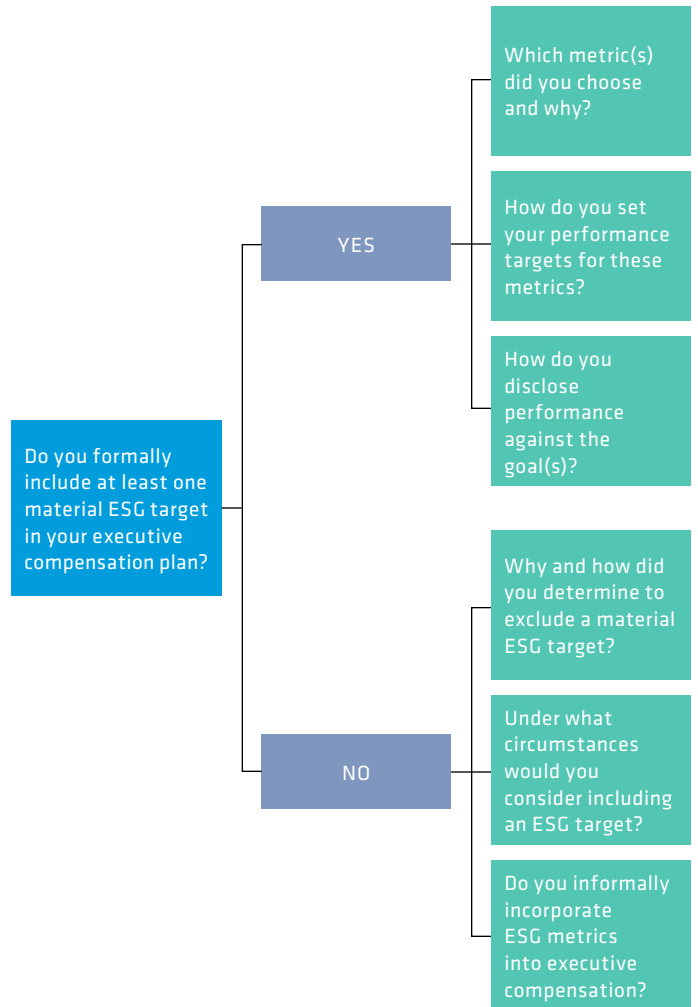 Do you formally
include at least one
material ESG target
in your executive
compensation plan?
YES
Which metric(s)
did you choose
and why?
How do you set
your performance
targets for these
metrics?
How do you
disclose
performance
against the
goal(s)?
NO
Why and how did
you determine to
exclude a material
ESG target?
Under what
circumstances
would you
consider including
an ESG target?
Do you informally
incorporate
ESG metrics
into executive
compensation?